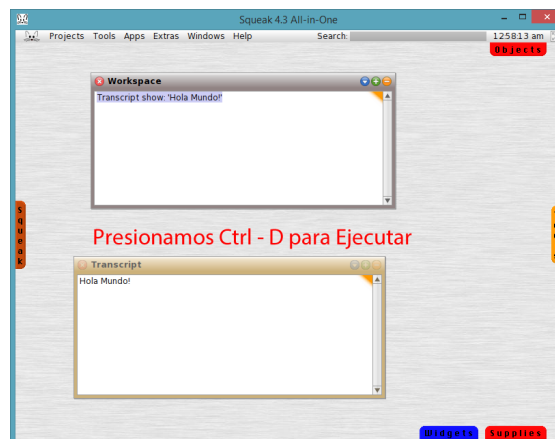 Squeak 4.3 All-in-One
Projects Tools Apps Extras Windows Help Search: 12:58:13 am
Objects
Workspace
Transcript show: 'Hola Mundo!'
Squeak
Presionamos Ctrl - D para Ejecutar
Transcript
Hola Mundo!
Widgets Supplies